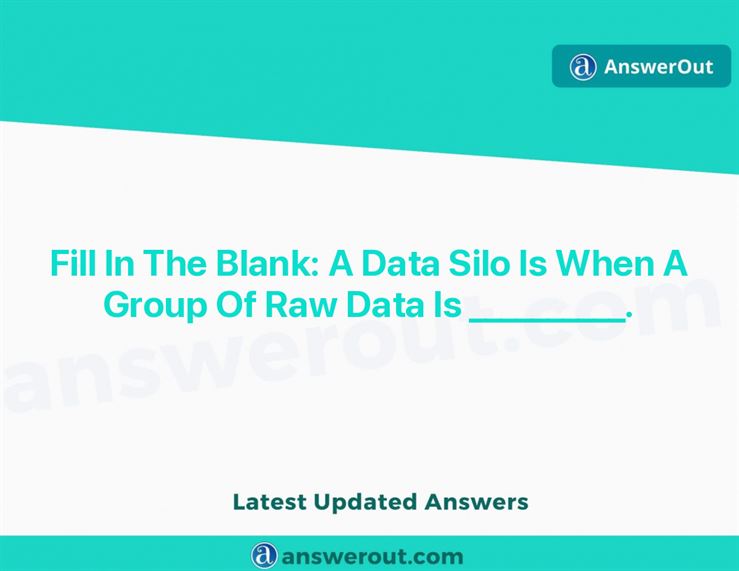 AnswerOut
Fill In The Blank: A Data Silo Is When A
Group Of Raw Data Is __________.
answerout.com
Latest Updated Answers
answerout.com